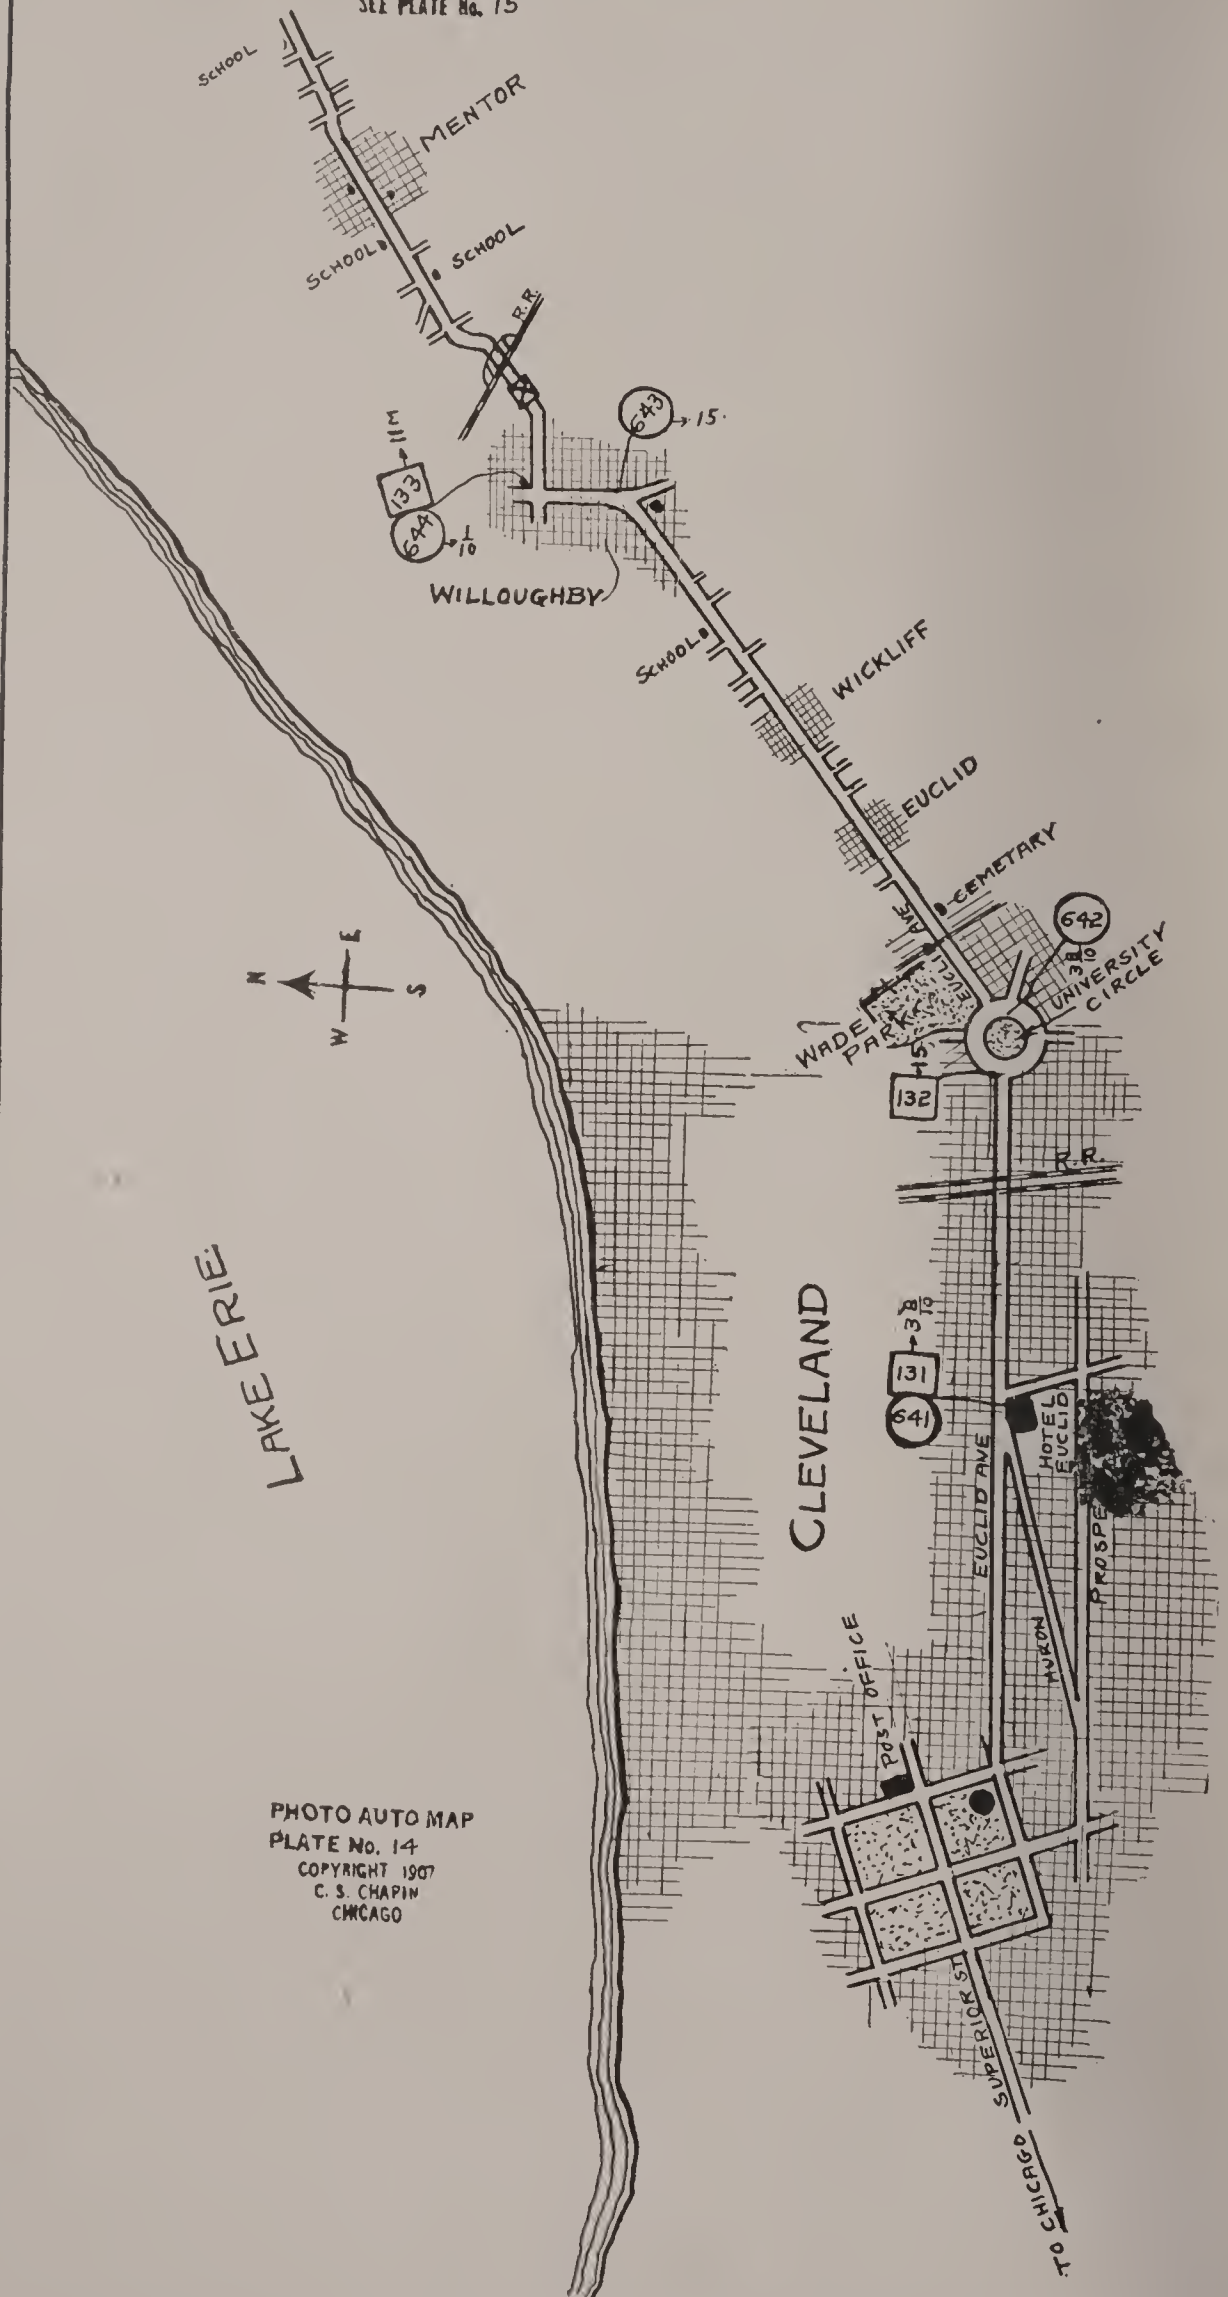 SEE PLATE No. 15
SCHOOL
MENTOR
SCHOOL
SCHOOL
R.R.
643
15.
11M
133
644
1/10
WILLOUGHBY
SCHOOL
WICKLIFF
EUCLID
CEMETARY
EUCLID AVE
642
3 8/10
UNIVERSITY
CIRCLE
WADE
PARK
15
132
N
E
S
W
R.R.
LAKE ERIE
CLEVELAND
3 8/10
131
641
HOTEL
EUCLID
EUCLID AVE
HURON
POST OFFICE
PHOTO AUTO MAP
PLATE No. 14
COPYRIGHT 1907
C. S. CHAPIN
CHICAGO
SUPERIOR ST
TO CHICAGO